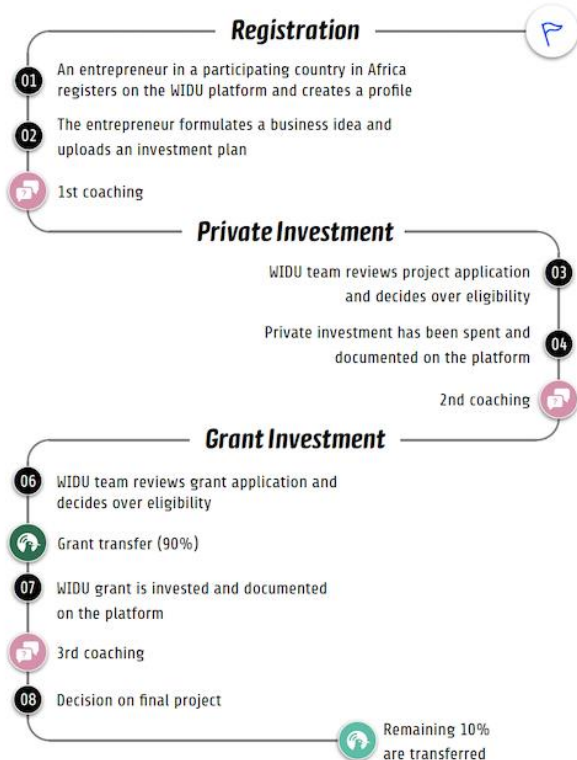 Registration
01
An entrepreneur in a participating country in Africa
registers on the WIDU platform and creates a profile
02
The entrepreneur formulates a business idea and
uploads an investment plan
?
1st coaching
Private Investment
WIDU team reviews project application
03
and decides over eligibility
Private investment has been spent and
04
documented on the platform
2nd coaching
?
Grant Investment
06
WIDU team reviews grant application and
decides over eligibility
Grant transfer (90%)
07
WIDU grant is invested and documented
on the platform
?
3rd coaching
08
Decision on final project
Remaining 10%
are transferred